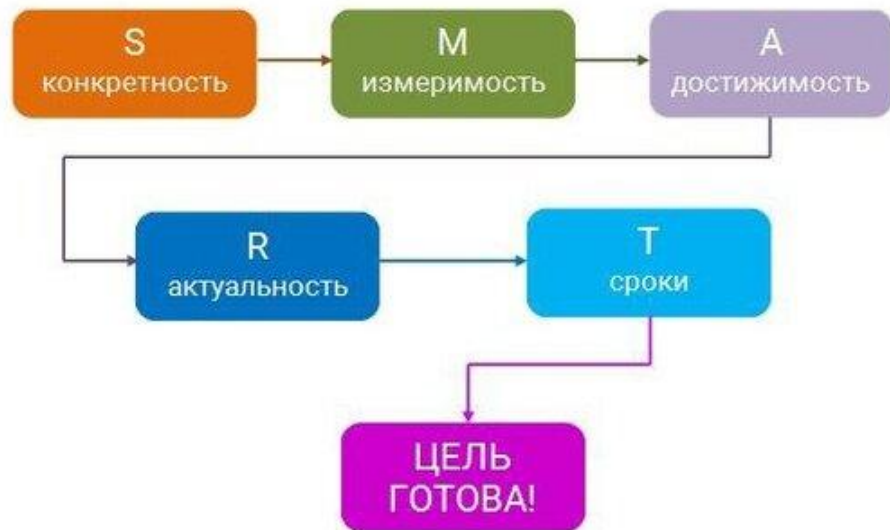 S
конкретность
M
измеримость
A
достижимость
R
актуальность
T
сроки
ЦЕЛЬ
ГОТОВА!